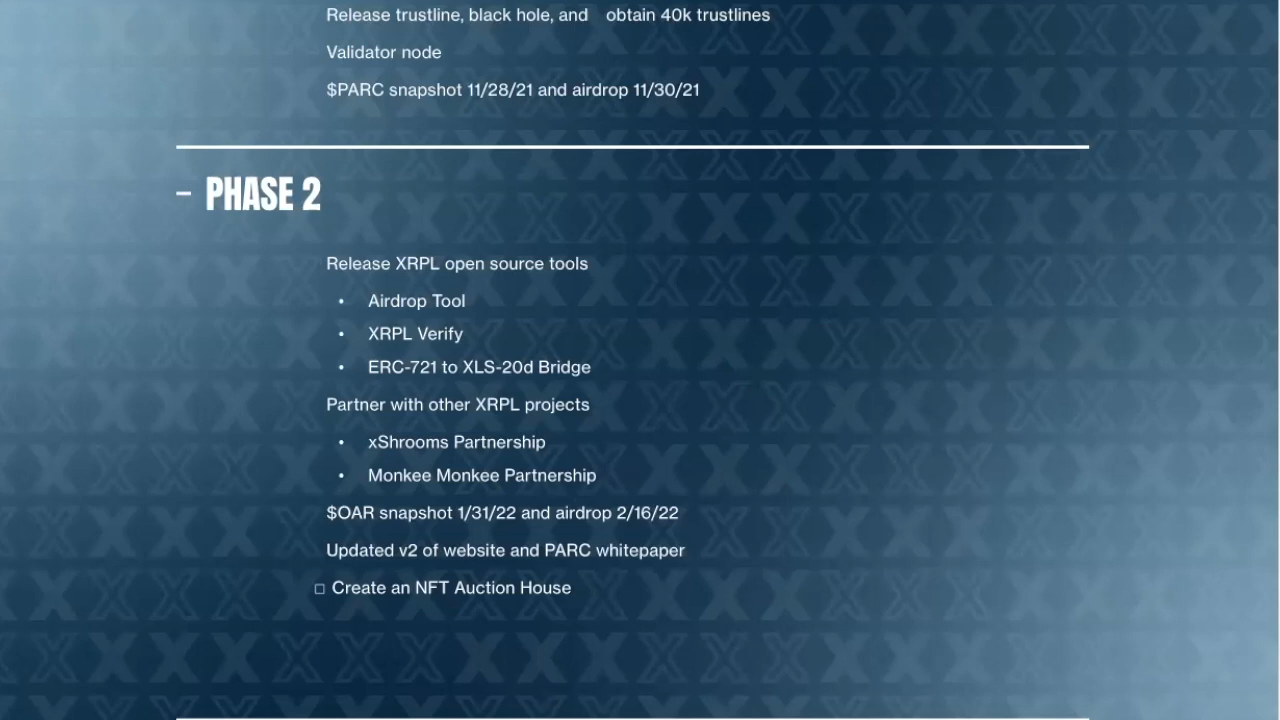 Release trustline, black hole, and obtain 40k trustlines
Validator node
$PARC snapshot 11/28/21 and airdrop 11/30/21
– PHASE 2
Release XRPL open source tools
• Airdrop Tool
• XRPL Verify
• ERC-721 to XLS-20d Bridge
Partner with other XRPL projects
• xShrooms Partnership
• Monkee Monkee Partnership
$OAR snapshot 1/31/22 and airdrop 2/16/22
Updated v2 of website and PARC whitepaper
□ Create an NFT Auction House